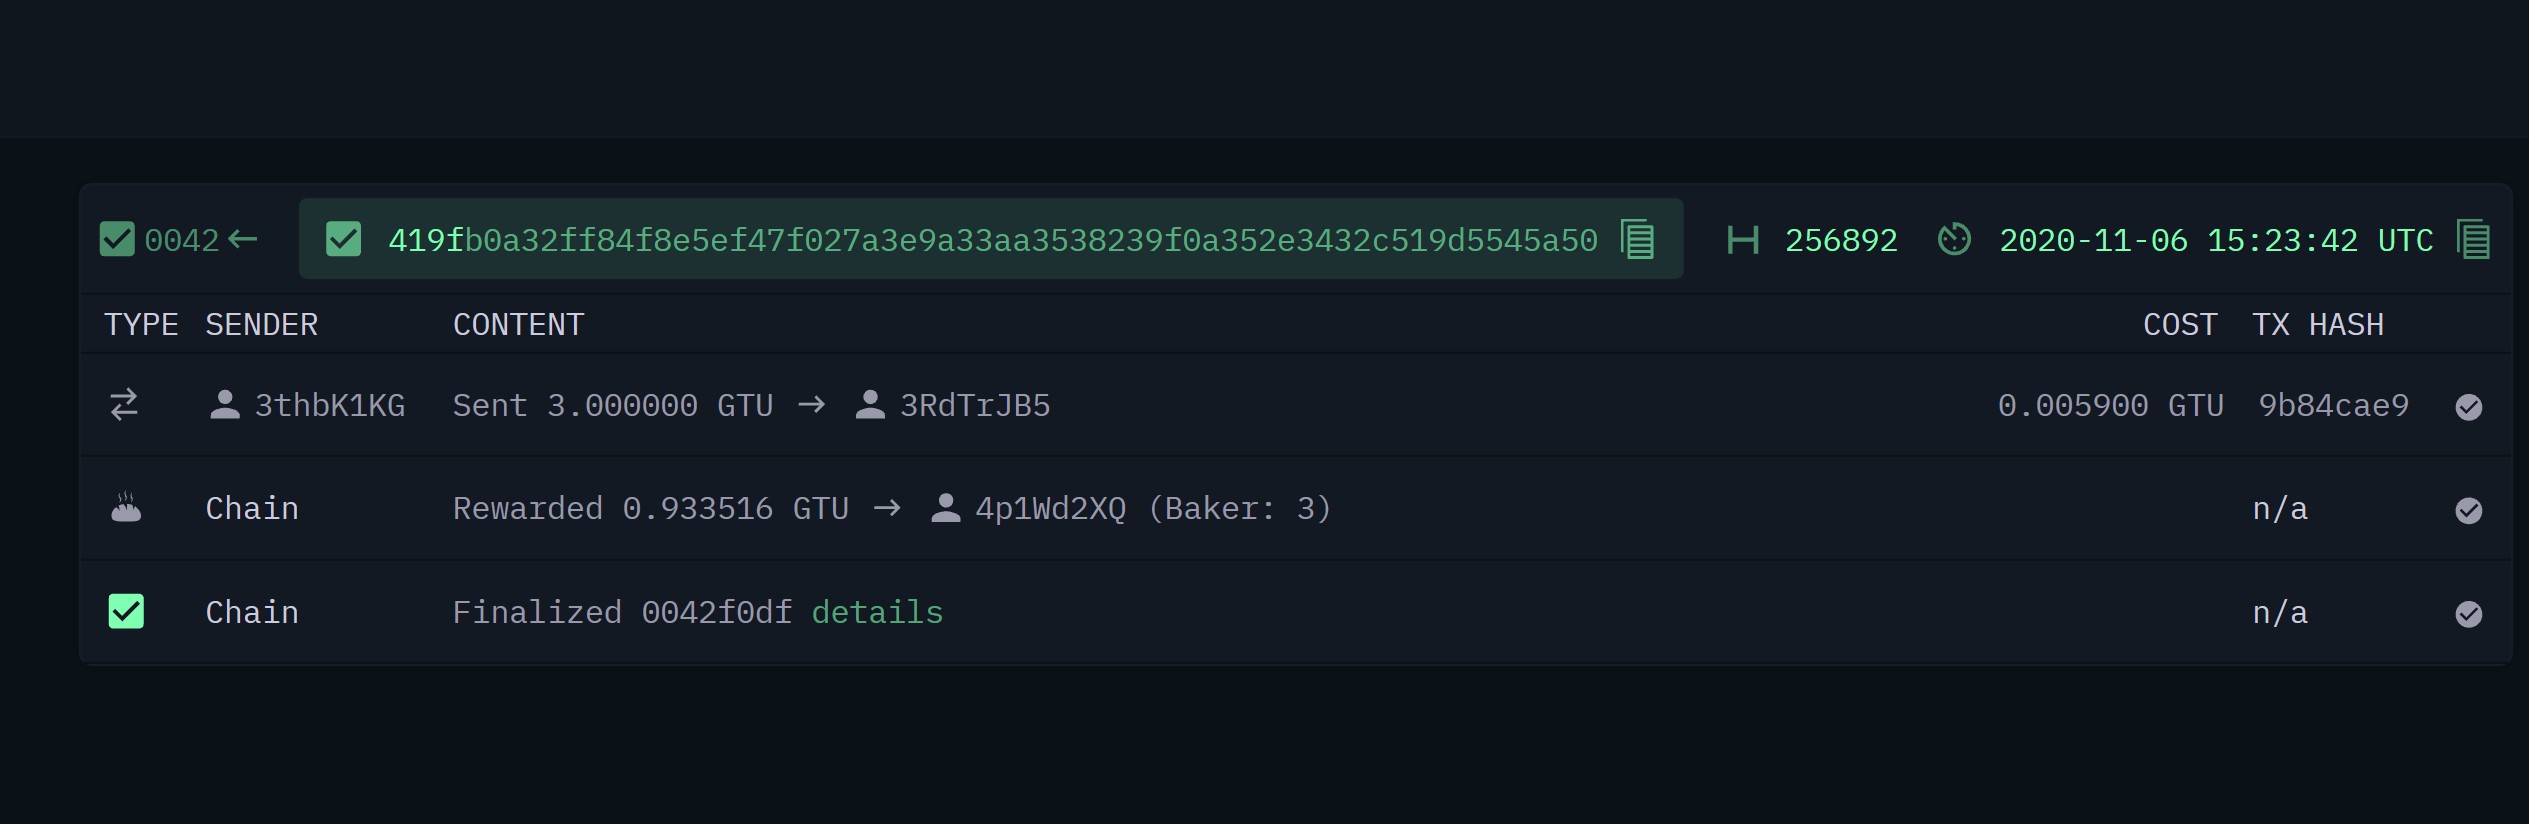 0042 ← 419fb0a32ff84f8e5ef47f027a3e9a33aa3538239f0a352e3432c519d5545a50 256892 2020-11-06 15:23:42 UTC
TYPE SENDER CONTENT COST TX HASH
3thbK1KG Sent 3.000000 GTU → 3RdTrJB5 0.005900 GTU 9b84cae9
Chain Rewarded 0.933516 GTU → 4p1Wd2XQ (Baker: 3) n/a
Chain Finalized 0042f0df details n/a